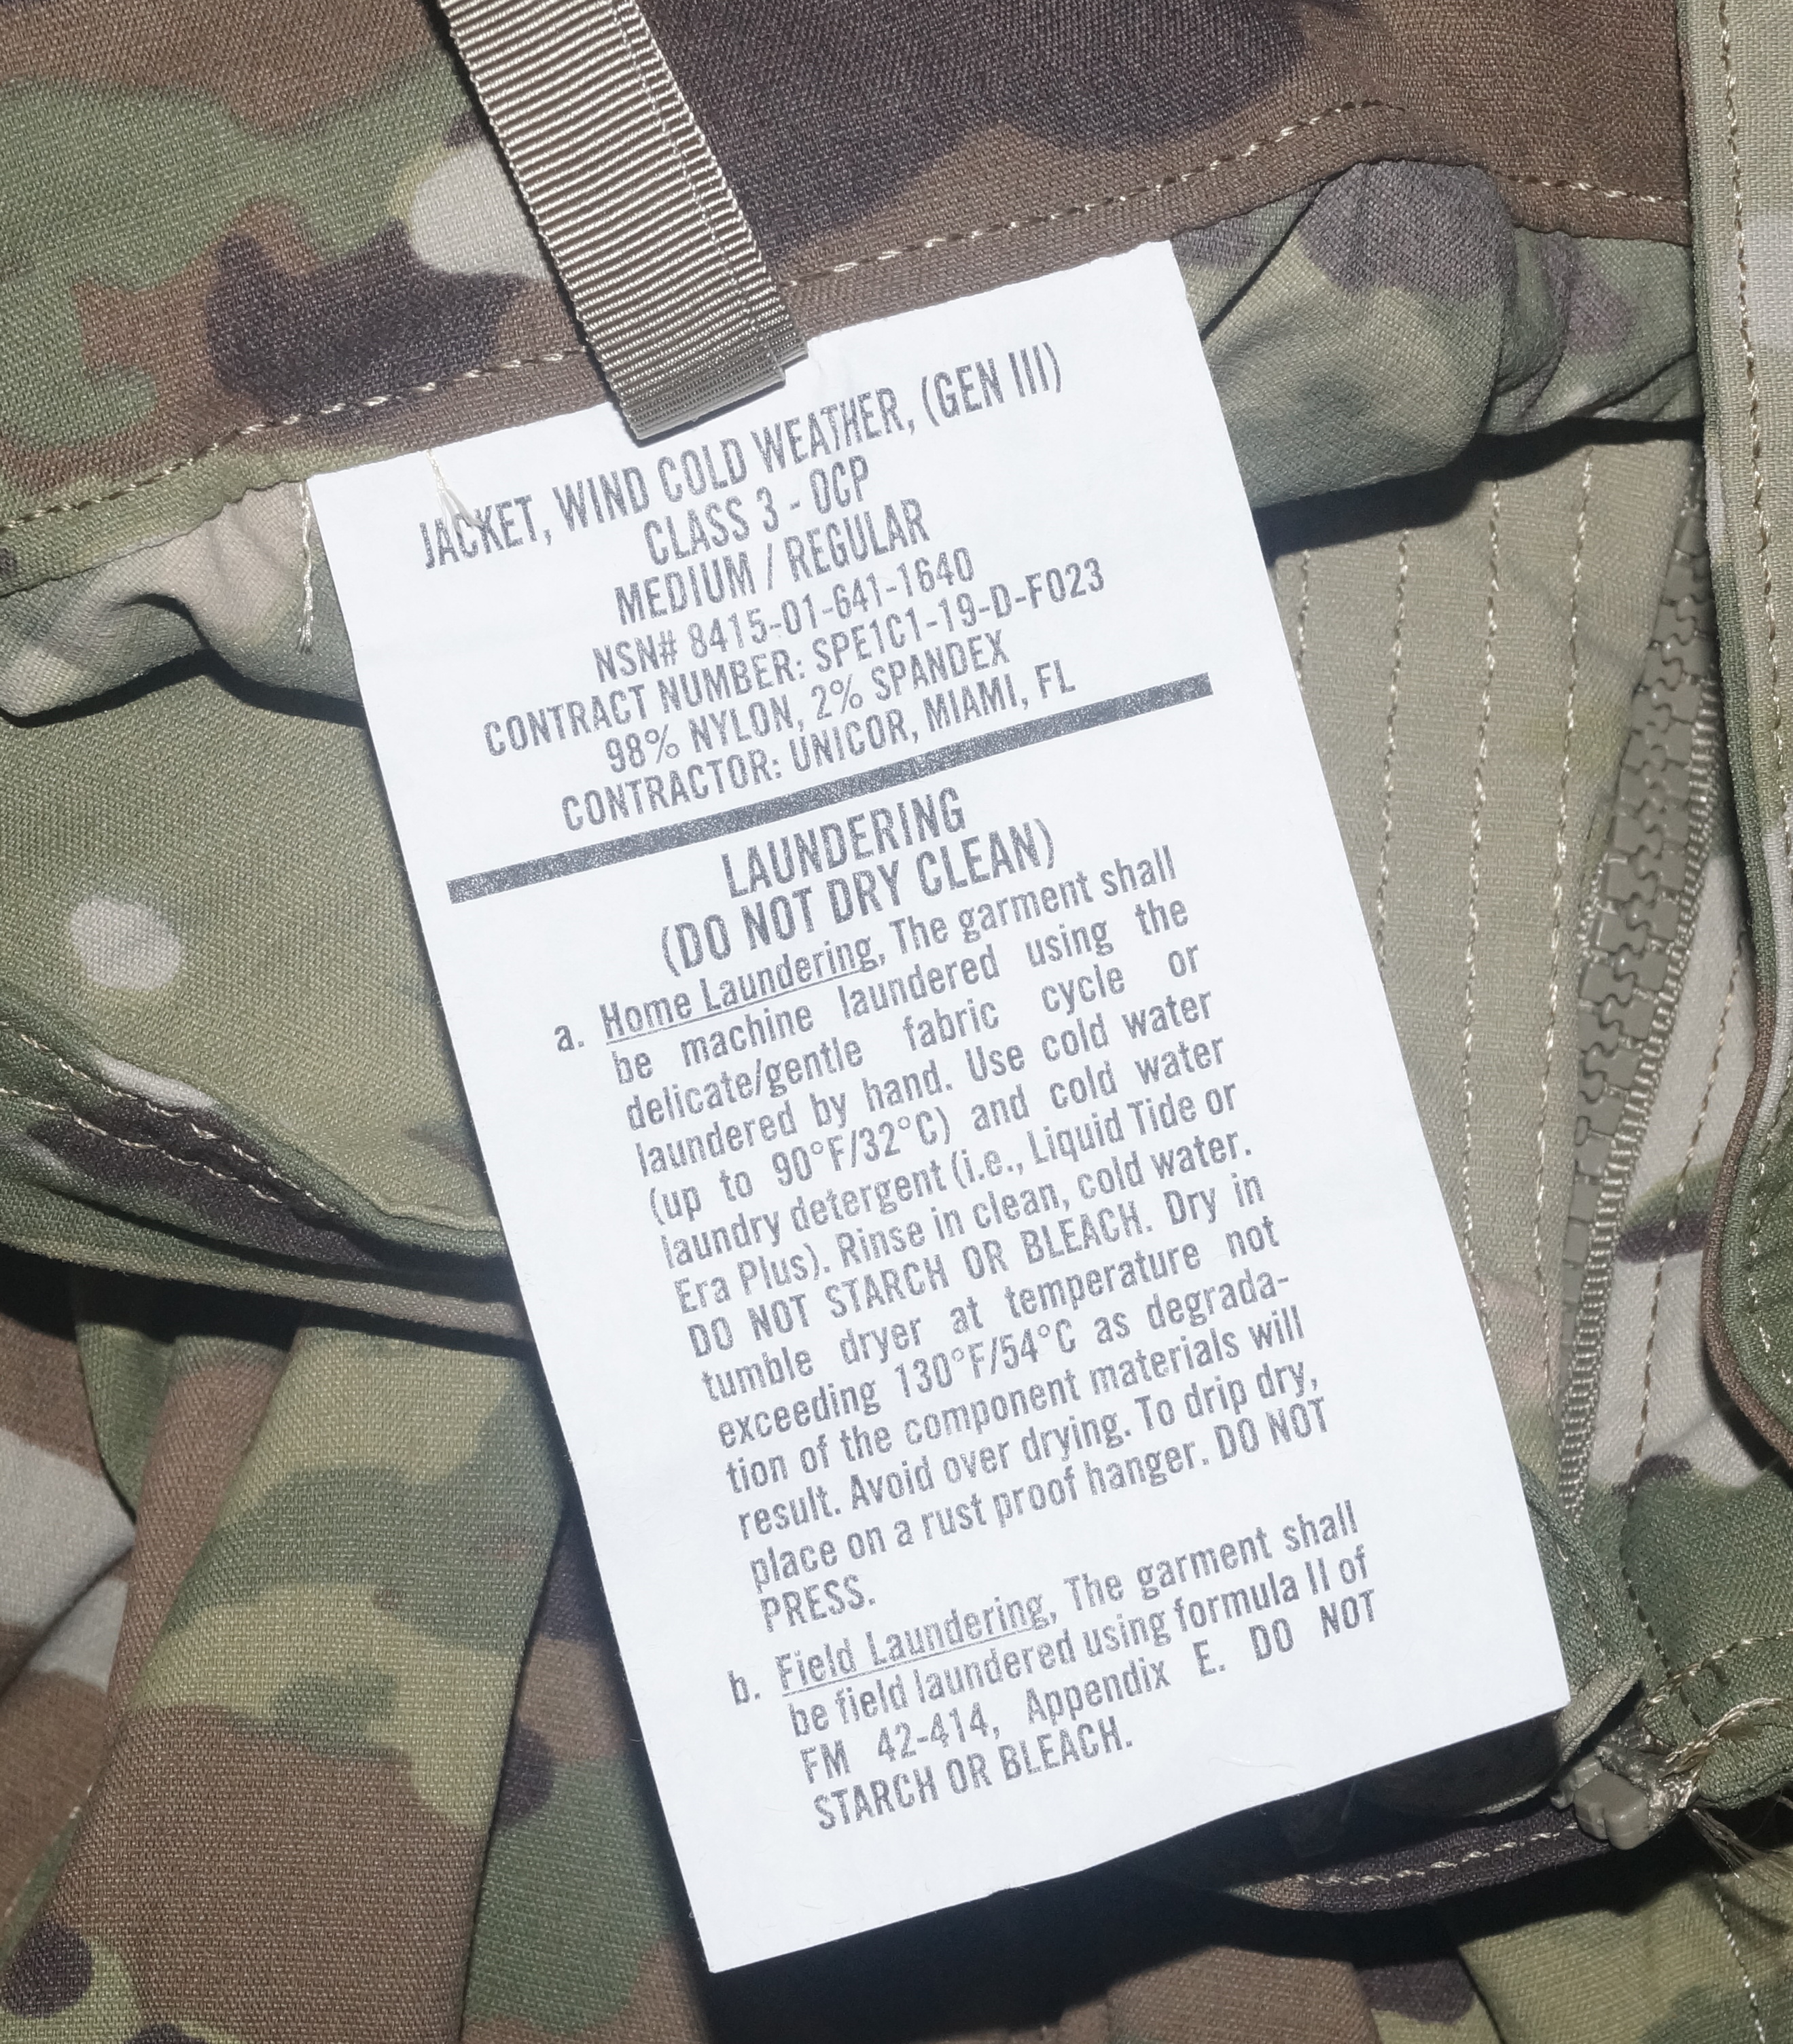 JACKET, WIND COLD WEATHER, (GEN III)
CLASS 3 - OCP
MEDIUM / REGULAR
NSN# 8415-01-641-1640
CONTRACT NUMBER: SPE1C1-19-D-F023
98% NYLON, 2% SPANDEX
CONTRACTOR: UNICOR, MIAMI, FL
LAUNDERING
(DO NOT DRY CLEAN)
a. Home Laundering, The garment shall
be machine laundered using the
delicate/gentle fabric cycle or
laundered by hand. Use cold water
(up to 90°F/32°C) and cold water
laundry detergent (i.e., Liquid Tide or
Era Plus). Rinse in clean, cold water.
DO NOT STARCH OR BLEACH. Dry in
tumble dryer at temperature not
exceeding 130°F/54°C as degrada-
tion of the component materials will
result. Avoid over drying. To drip dry,
place on a rust proof hanger. DO NOT
PRESS.
b. Field Laundering, The garment shall
be field laundered using formula II of
FM 42-414, Appendix E. DO NOT
STARCH OR BLEACH.